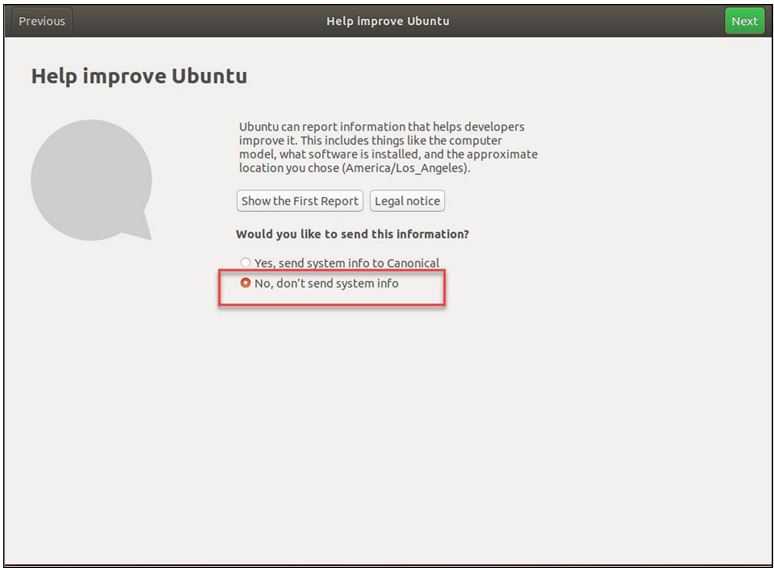 Previous
Help improve Ubuntu
Next
Help improve Ubuntu
Ubuntu can report information that helps developers
improve it. This includes things like the computer
model, what software is installed, and the approximate
location you chose (America/Los_Angeles).
Show the First Report
Legal notice
Would you like to send this information?
Yes, send system info to Canonical
No, don't send system info